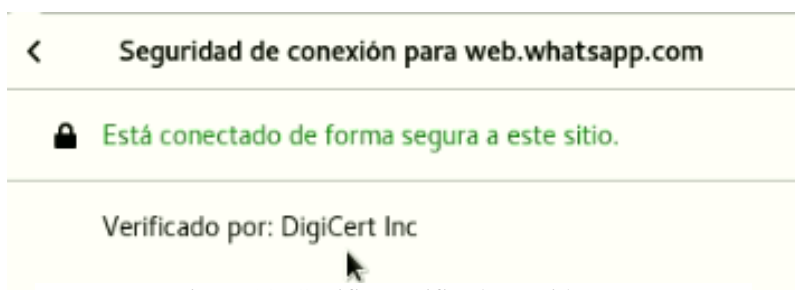 Seguridad de conexión para web.whatsapp.com
Está conectado de forma segura a este sitio.
Verificado por: DigiCert Inc